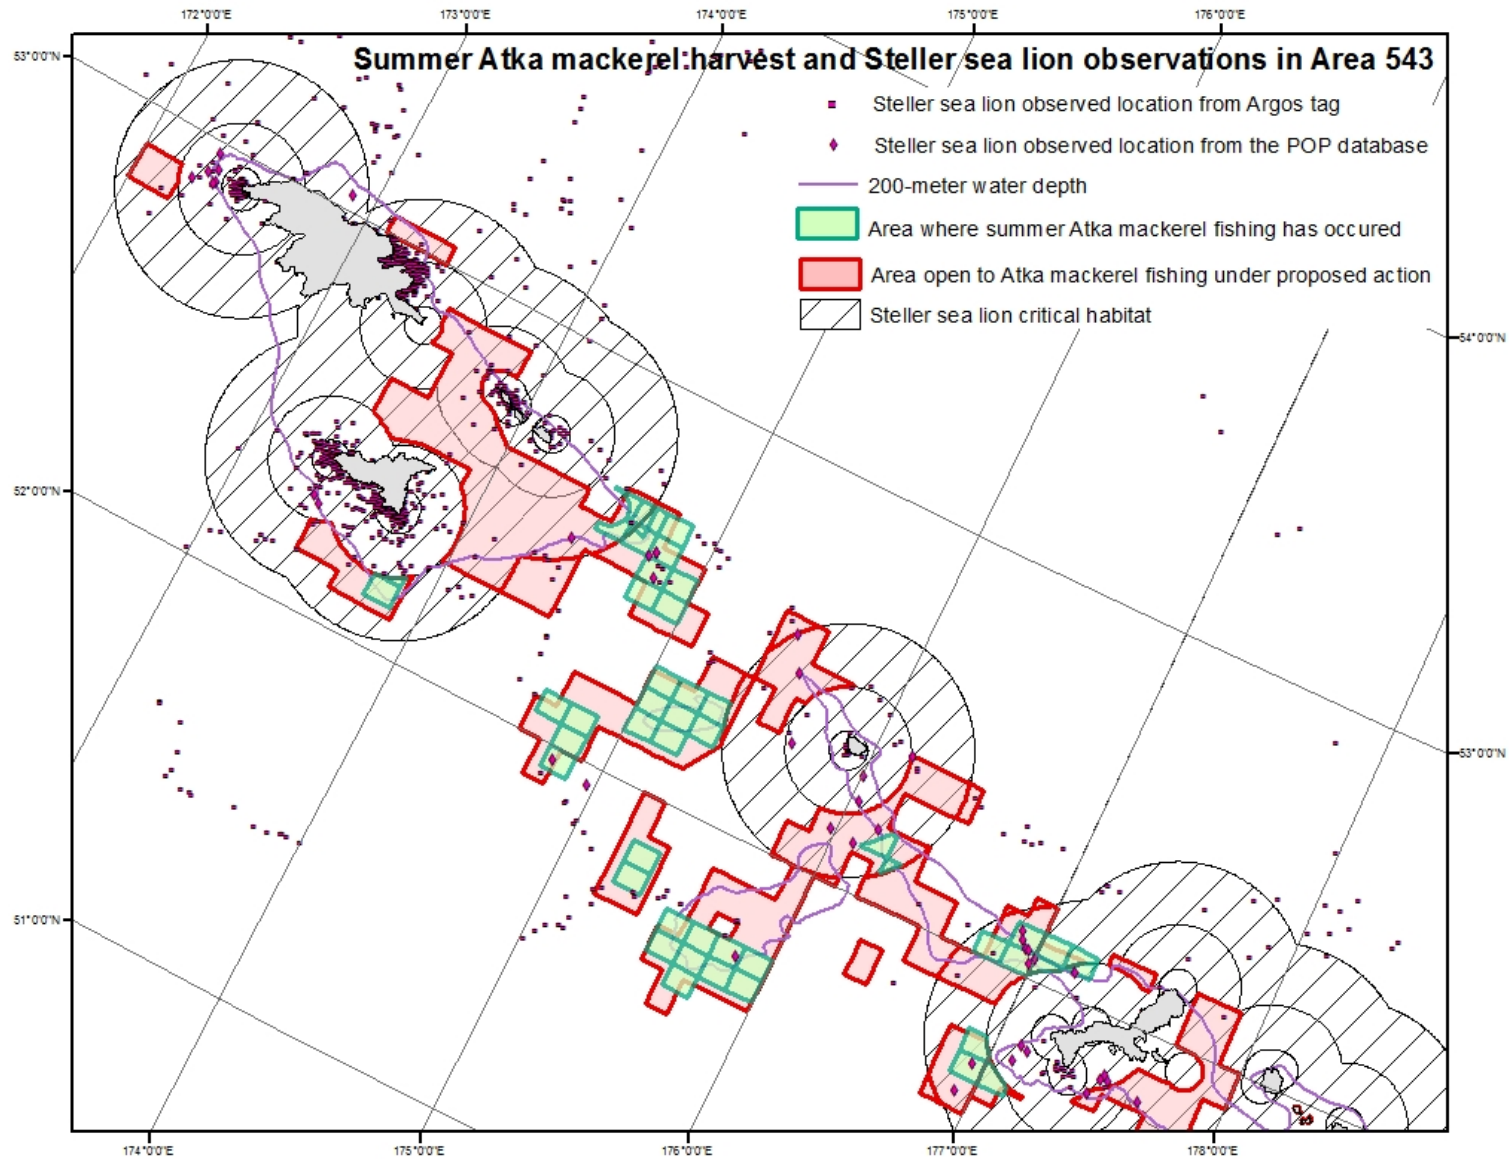 172°0'0"E 173°0'0"E 174°0'0"E 175°0'0"E 176°0'0"E
53°0'0"N
Summer Atka mackerel harvest and Steller sea lion observations in Area 543
Steller sea lion observed location from Argos tag
Steller sea lion observed location from the POP database
200-meter water depth
Area where summer Atka mackerel fishing has occured
Area open to Atka mackerel fishing under proposed action
Steller sea lion critical habitat
54°0'0"N
52°0'0"N
53°0'0"N
51°0'0"N
174°0'0"E 175°0'0"E 176°0'0"E 177°0'0"E 178°0'0"E